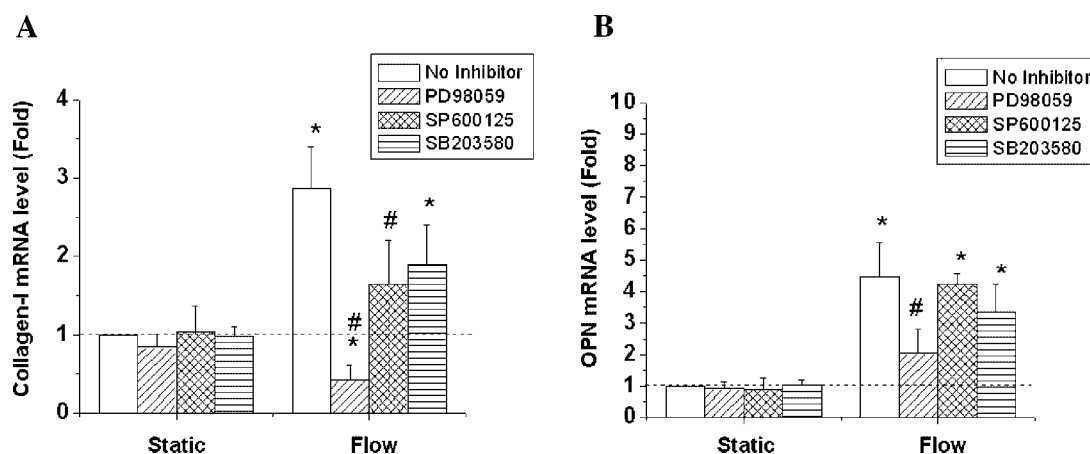 A
No Inhibitor
PD98059
SP600125
SB203580
Collagen-I mRNA level (Fold)
4
3
2
1
0
*
#
*
#
*
Static
Flow
B
No Inhibitor
PD98059
SP600125
SB203580
OPN mRNA level (Fold)
10
9
8
7
6
5
4
3
2
1
0
*
#
*
*
Static
Flow